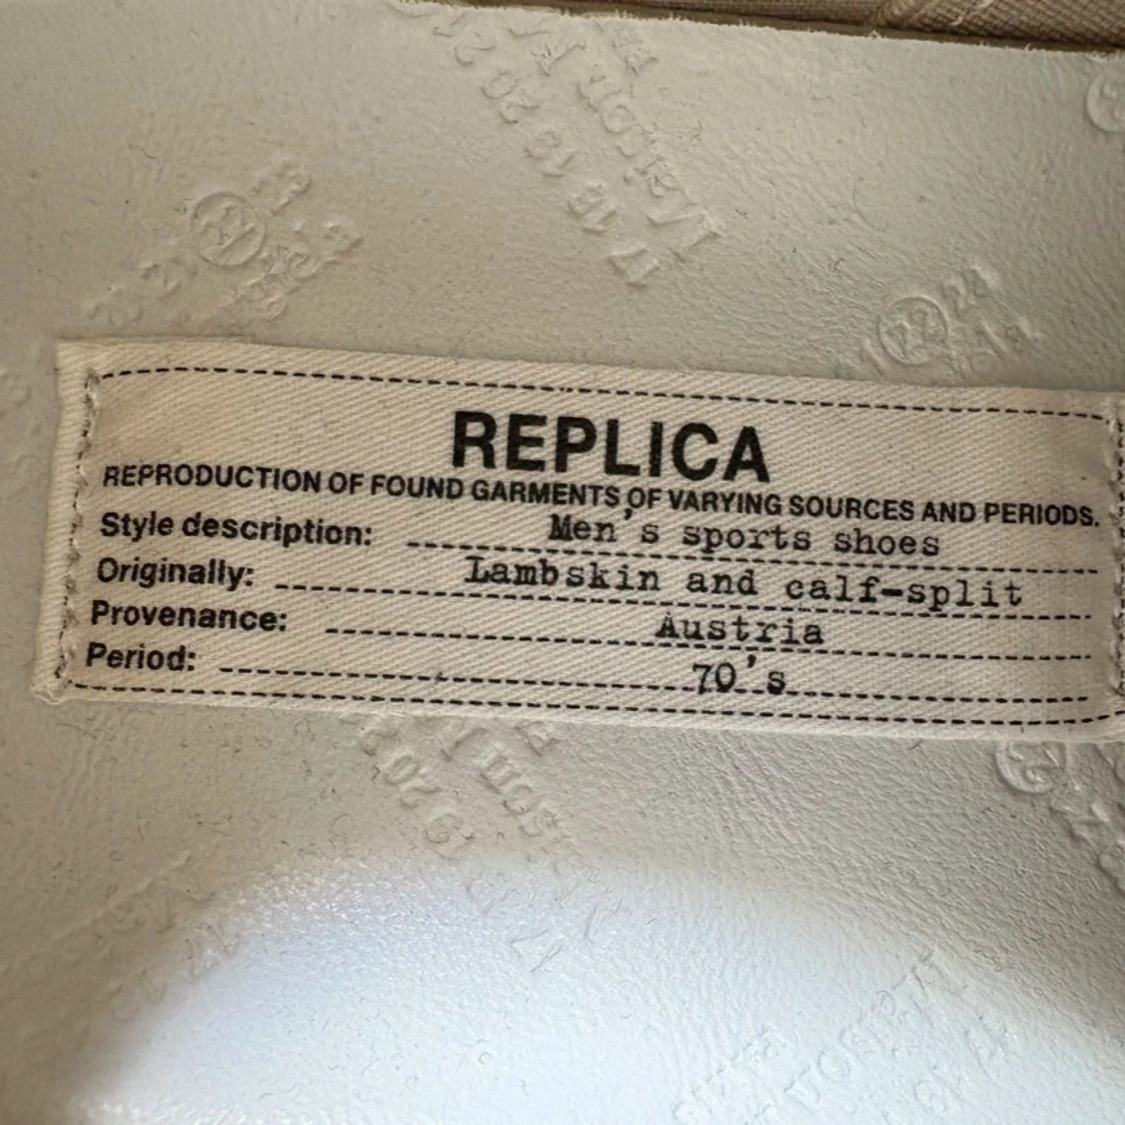 REPLICA
REPRODUCTION OF FOUND GARMENTS OF VARYING SOURCES AND PERIODS.
Style description: Men's sports shoes
Originally: Lambskin and calf-split
Provenance: Austria
Period: 70's